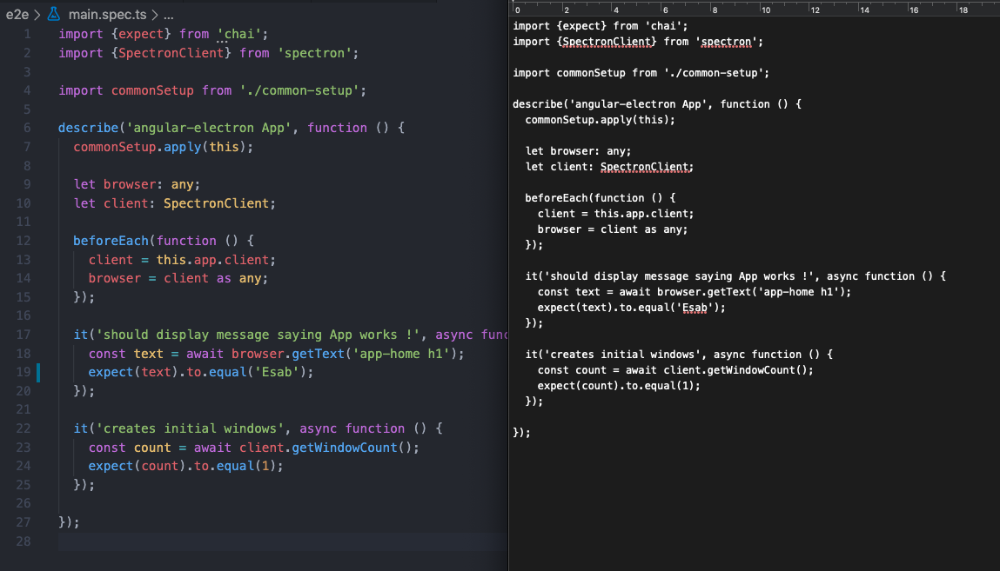 e2e > main.spec.ts > ...
1 import {expect} from 'chai';
2 import {SpectronClient} from 'spectron';
3
4 import commonSetup from './common-setup';
5
6 describe('angular-electron App', function () {
7 commonSetup.apply(this);
8
9 let browser: any;
10 let client: SpectronClient;
11
12 beforeEach(function () {
13 client = this.app.client;
14 browser = client as any;
15 });
16
17 it('should display message saying App works !', async func
18 const text = await browser.getText('app-home h1');
19 expect(text).to.equal('Esab');
20 });
21
22 it('creates initial windows', async function () {
23 const count = await client.getWindowCount();
24 expect(count).to.equal(1);
25 });
26
27 });
28
0 2 4 6 8 10 12 14 16 18
import {expect} from 'chai';
import {SpectronClient} from 'spectron';
import commonSetup from './common-setup';
describe('angular-electron App', function () {
commonSetup.apply(this);
let browser: any;
let client: SpectronClient;
beforeEach(function () {
client = this.app.client;
browser = client as any;
});
it('should display message saying App works !', async function () {
const text = await browser.getText('app-home h1');
expect(text).to.equal('Esab');
});
it('creates initial windows', async function () {
const count = await client.getWindowCount();
expect(count).to.equal(1);
});
});